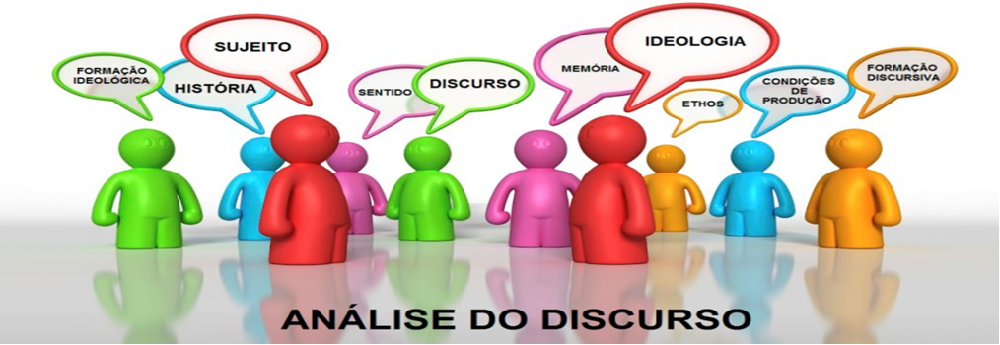 FORMAÇÃO
IDEOLÓGICA
HISTÓRIA
SUJEITO
SENTIDO
DISCURSO
MEMÓRIA
IDEOLOGIA
ETHOS
CONDIÇÕES
DE
PRODUÇÃO
FORMAÇÃO
DISCURSIVA
ANÁLISE DO DISCURSO